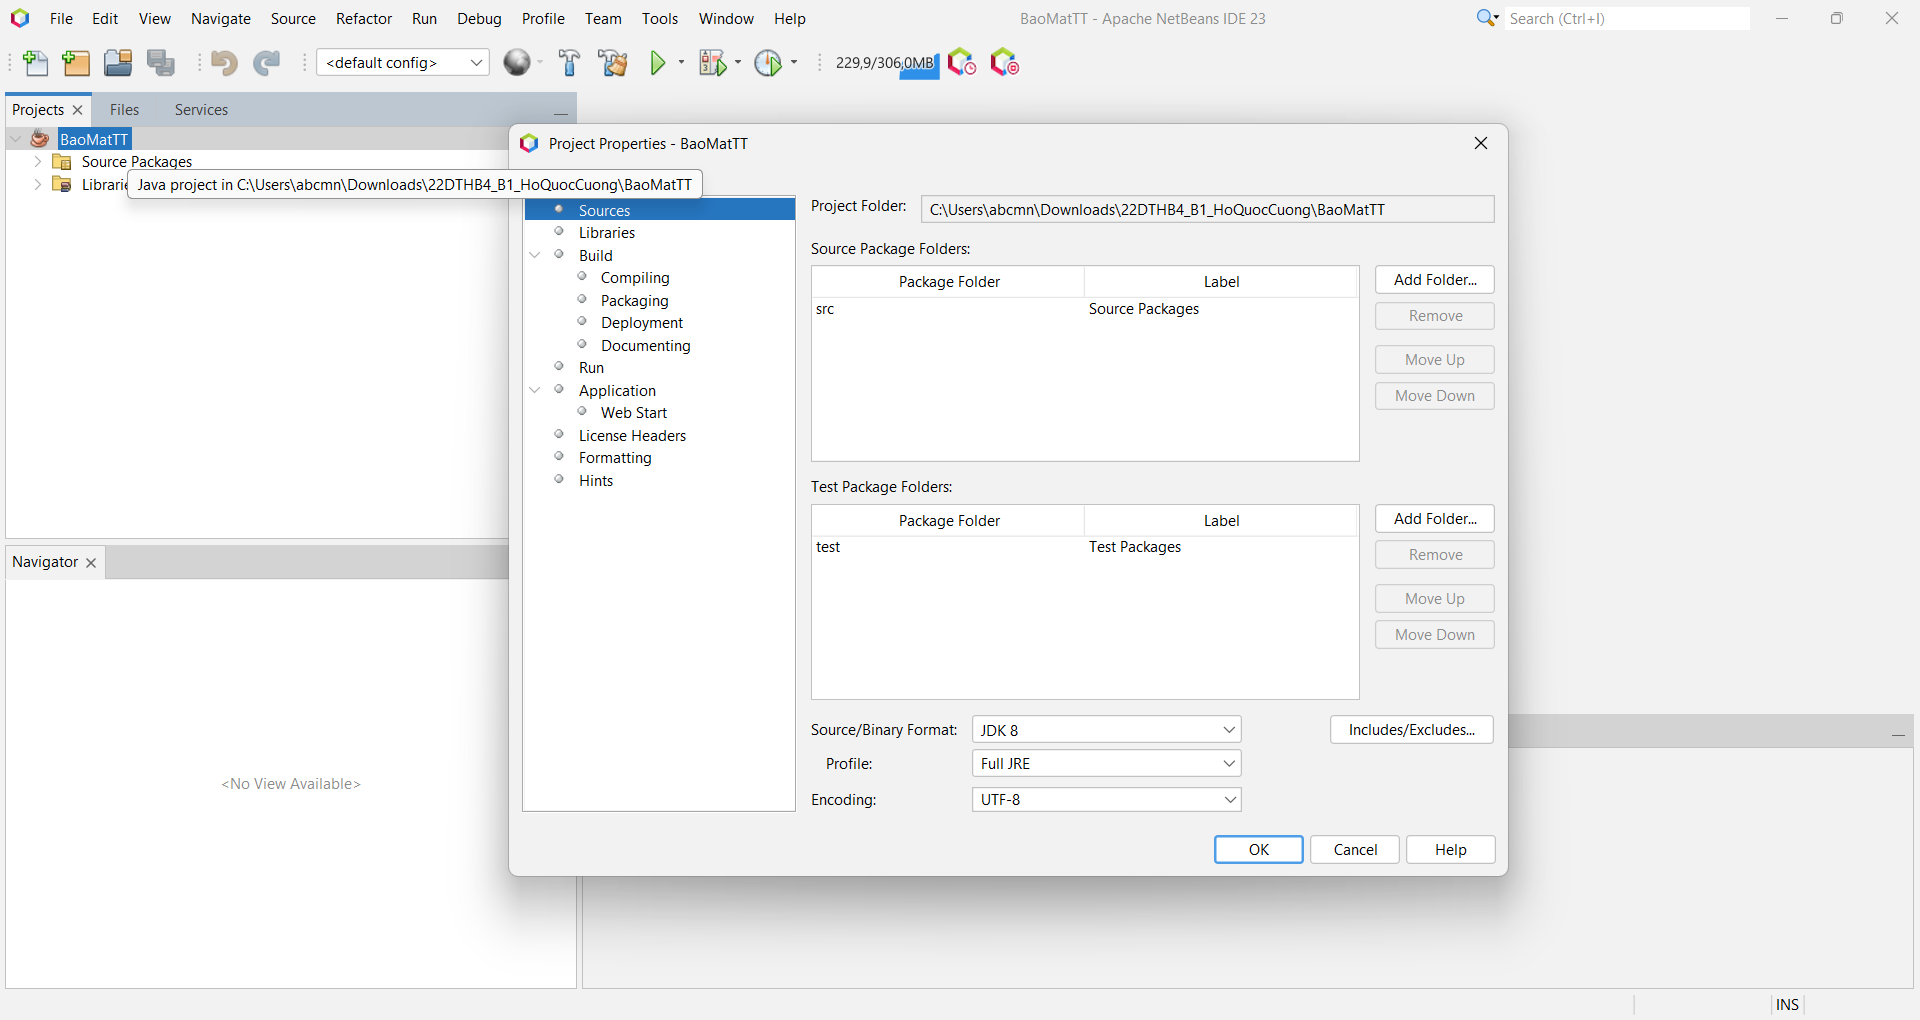 File Edit View Navigate Source Refactor Run Debug Profile Team Tools Window Help
BaoMatTT - Apache NetBeans IDE 23
Search (Ctrl+I)
<default config>
229,9/306,0MB
Projects Files Services
BaoMatTT
Source Packages
Librarie
Java project in C:\Users\abcmn\Downloads\22DTHB4_B1_HoQuocCuong\BaoMatTT
Navigator
<No View Available>
Project Properties - BaoMatTT
Sources
Libraries
Build
Compiling
Packaging
Deployment
Documenting
Run
Application
Web Start
License Headers
Formatting
Hints
Project Folder: C:\Users\abcmn\Downloads\22DTHB4_B1_HoQuocCuong\BaoMatTT
Source Package Folders:
Package Folder Label
src Source Packages
Add Folder...
Remove
Move Up
Move Down
Test Package Folders:
Package Folder Label
test Test Packages
Add Folder...
Remove
Move Up
Move Down
Source/Binary Format: JDK 8 Includes/Excludes...
Profile: Full JRE
Encoding: UTF-8
OK Cancel Help
INS